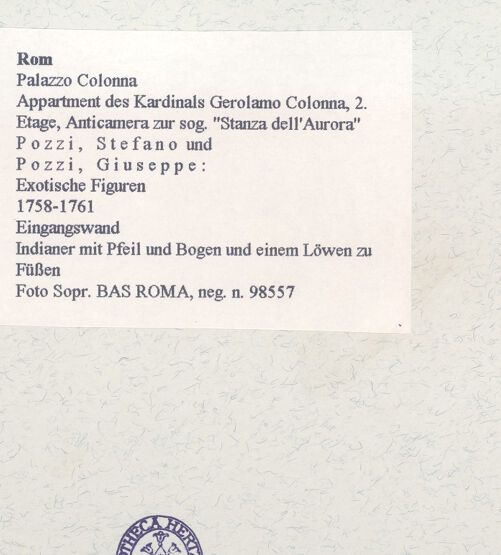 Rom
Palazzo Colonna
Appartment des Kardinals Gerolamo Colonna, 2.
Etage, Anticamera zur sog. "Stanza dell'Aurora"
Pozzi, Stefano und
Pozzi, Giuseppe:
Exotische Figuren
1758-1761
Eingangswand
Indianer mit Pfeil und Bogen und einem Löwen zu
Füßen
Foto Sopr. BAS ROMA, neg. n. 98557